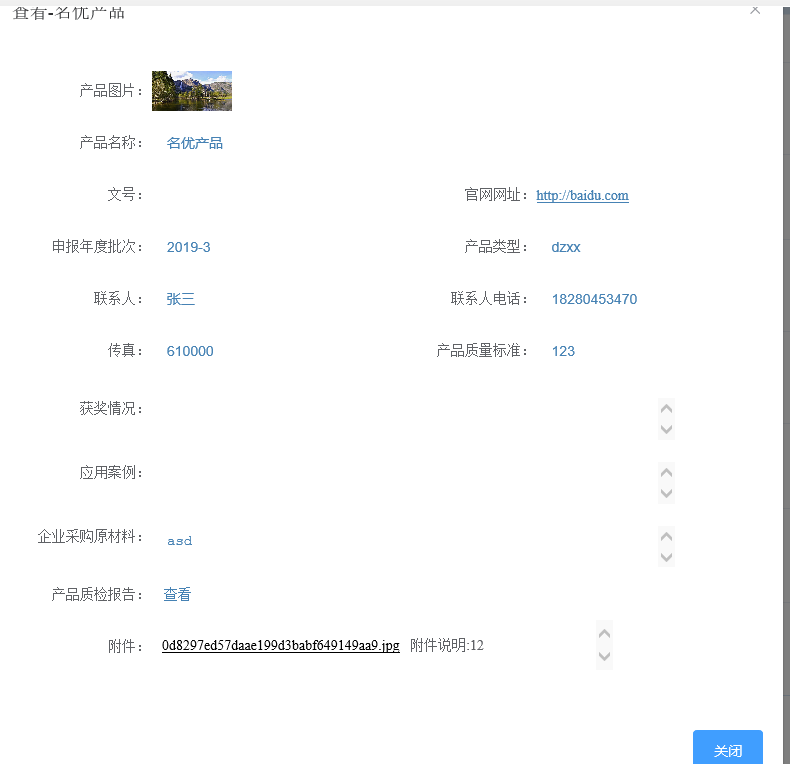 查看-名优产品
产品图片：
产品名称： 名优产品
文号： 官网网址： http://baidu.com
申报年度批次： 2019-3 产品类型： dzxx
联系人： 张三 联系人电话： 18280453470
传真： 610000 产品质量标准： 123
获奖情况：
应用案例：
企业采购原材料： asd
产品质检报告： 查看
附件： 0d8297ed57daae199d3babf649149aa9.jpg 附件说明:12
关闭